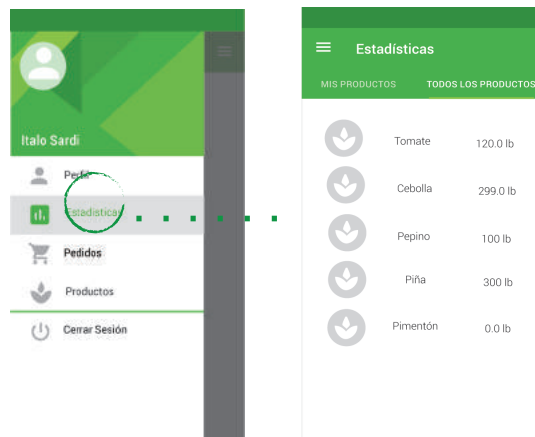 Italo Sardi
Perfil
Estadísticas
Pedidos
Productos
Cerrar Sesión
Estadísticas
MIS PRODUCTOS TODOS LOS PRODUCTOS
Tomate 120.0 lb
Cebolla 299.0 lb
Pepino 100 lb
Piña 300 lb
Pimentón 0.0 lb